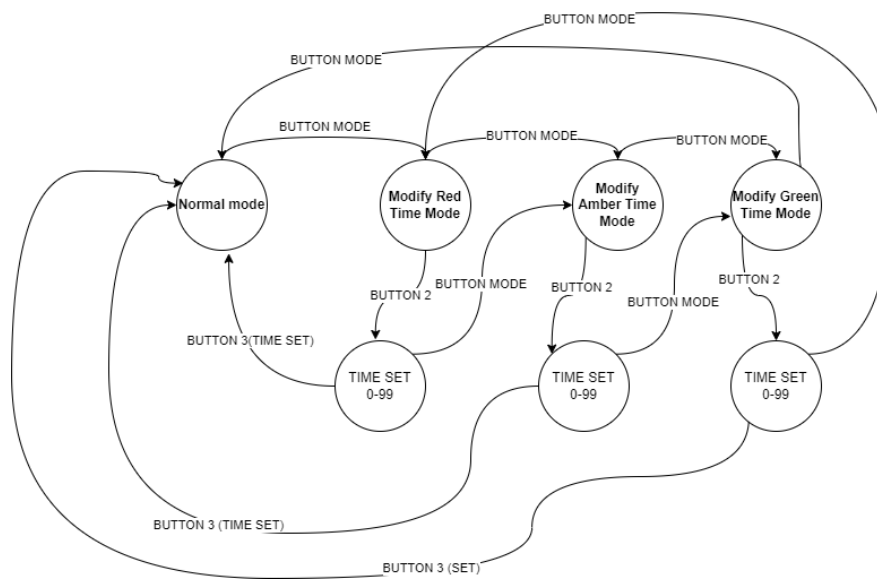 BUTTON MODE
BUTTON MODE
BUTTON MODE
BUTTON MODE
BUTTON MODE
Normal mode
Modify Red
Time Mode
Modify
Amber Time
Mode
Modify Green
Time Mode
BUTTON 2
BUTTON MODE
BUTTON 2
BUTTON MODE
BUTTON 2
BUTTON 3(TIME SET)
TIME SET
0-99
TIME SET
0-99
TIME SET
0-99
BUTTON 3 (TIME SET)
BUTTON 3 (SET)